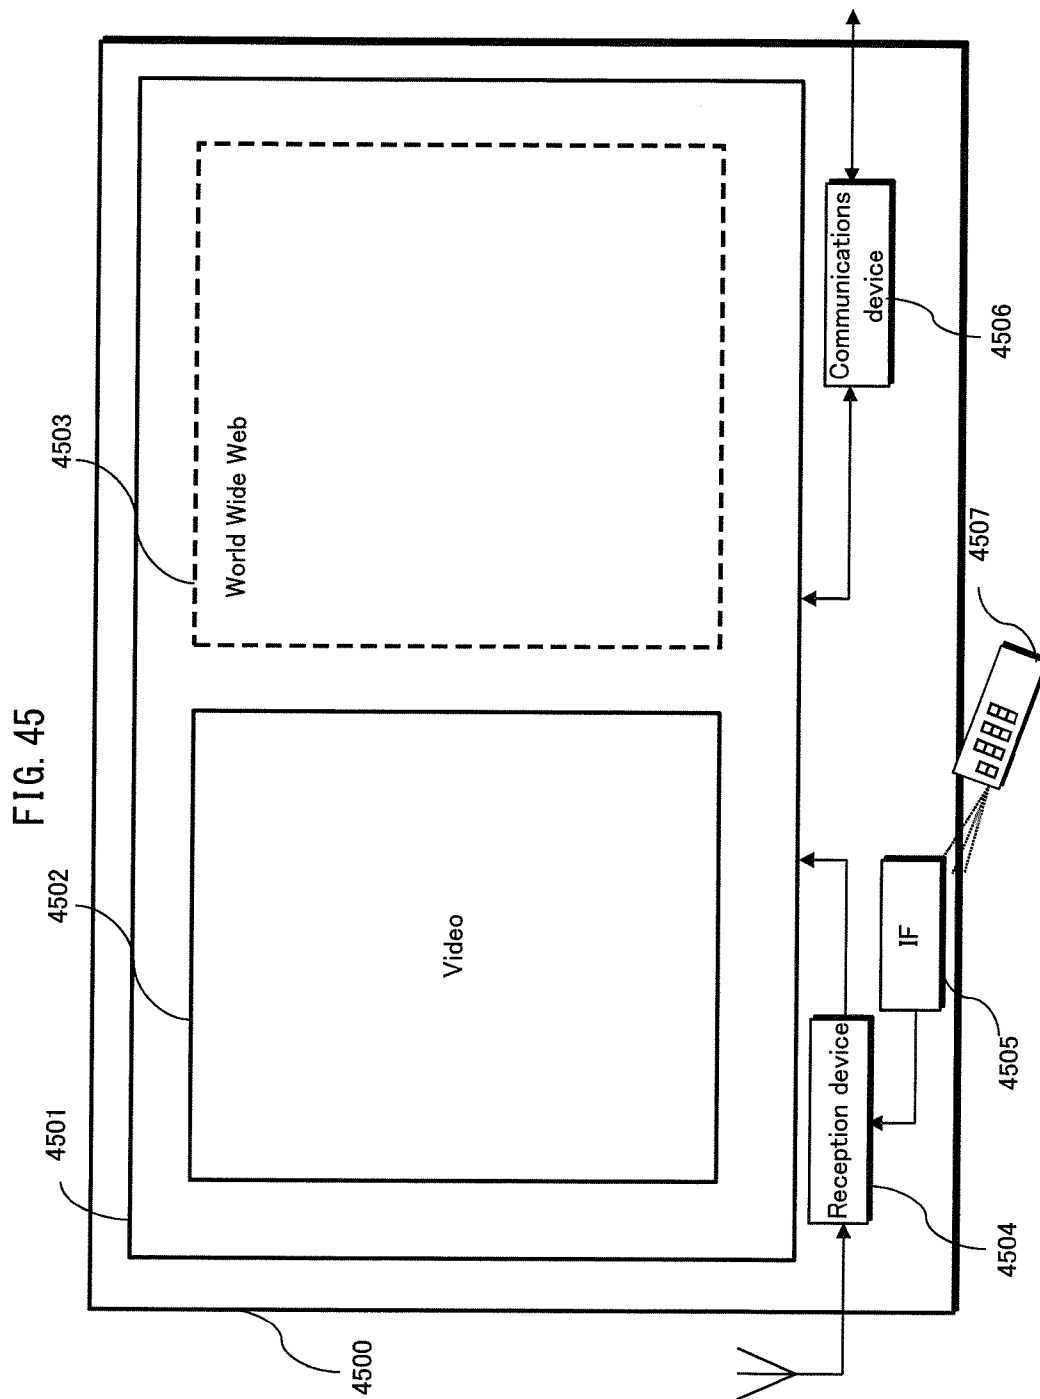 FIG. 45
4500
4501
4502
4503
Video
World Wide Web
Reception device
IF
Communications
device
4504
4505
4507
4506